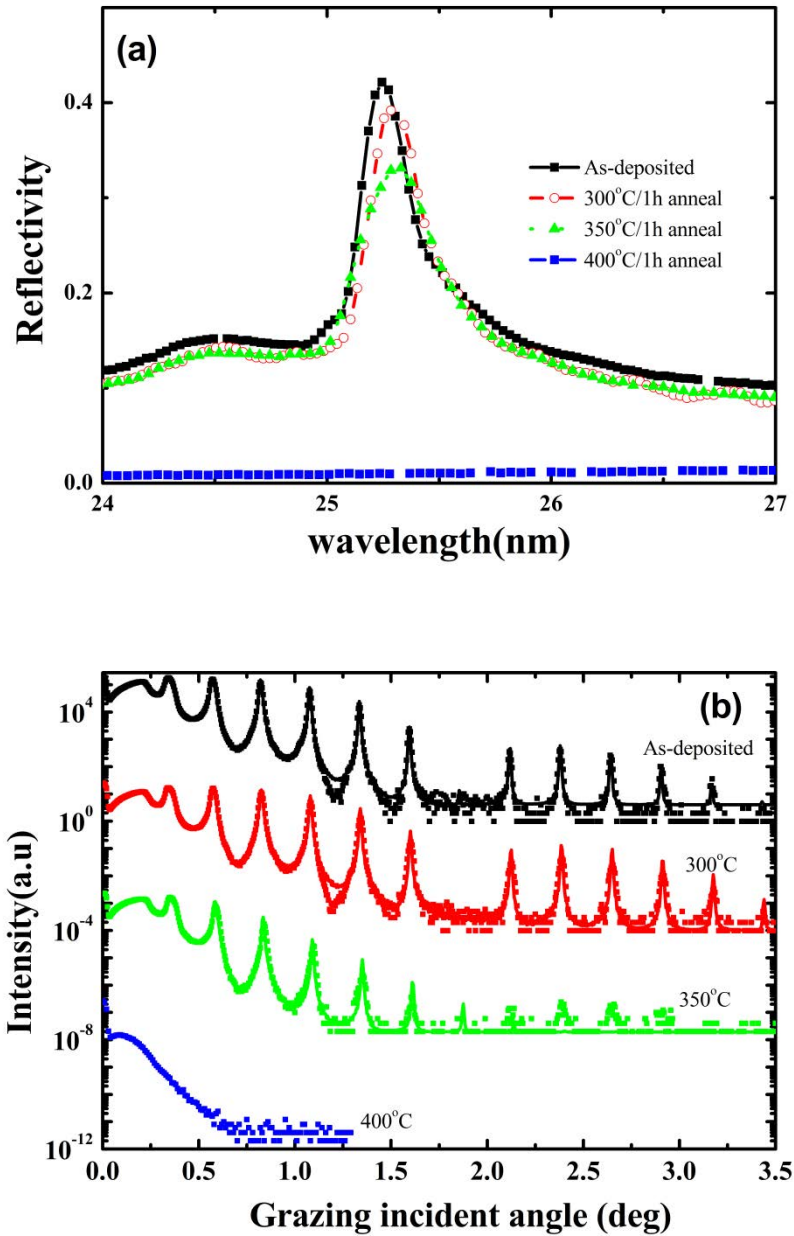 (a)
Reflectivity
0.4
0.2
0.0
As-deposited
300°C/1h anneal
350°C/1h anneal
400°C/1h anneal
24 25 26 27
wavelength(nm)
(b)
Intensity(a.u)
10^4
10^0
10^-4
10^-8
10^-12
As-deposited
300°C
350°C
400°C
0.0 0.5 1.0 1.5 2.0 2.5 3.0 3.5
Grazing incident angle (deg)